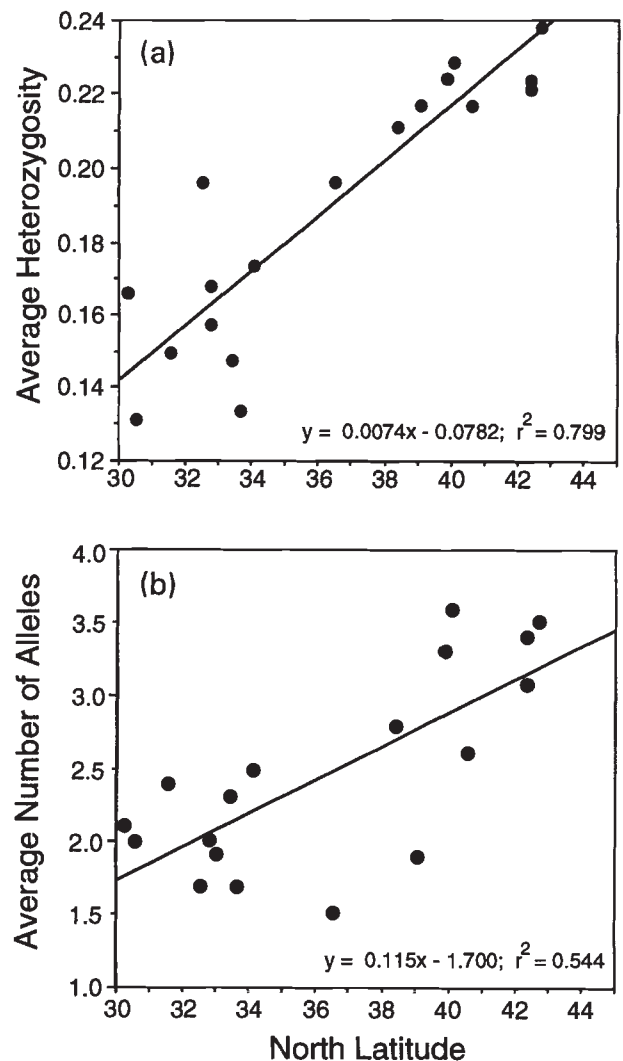 (a)
Average Heterozygosity
0.24
0.22
0.20
0.18
0.16
0.14
0.12
y = 0.0074x - 0.0782; r² = 0.799
30 32 34 36 38 40 42 44
(b)
Average Number of Alleles
4.0
3.5
3.0
2.5
2.0
1.5
1.0
y = 0.115x - 1.700; r² = 0.544
30 32 34 36 38 40 42 44
North Latitude